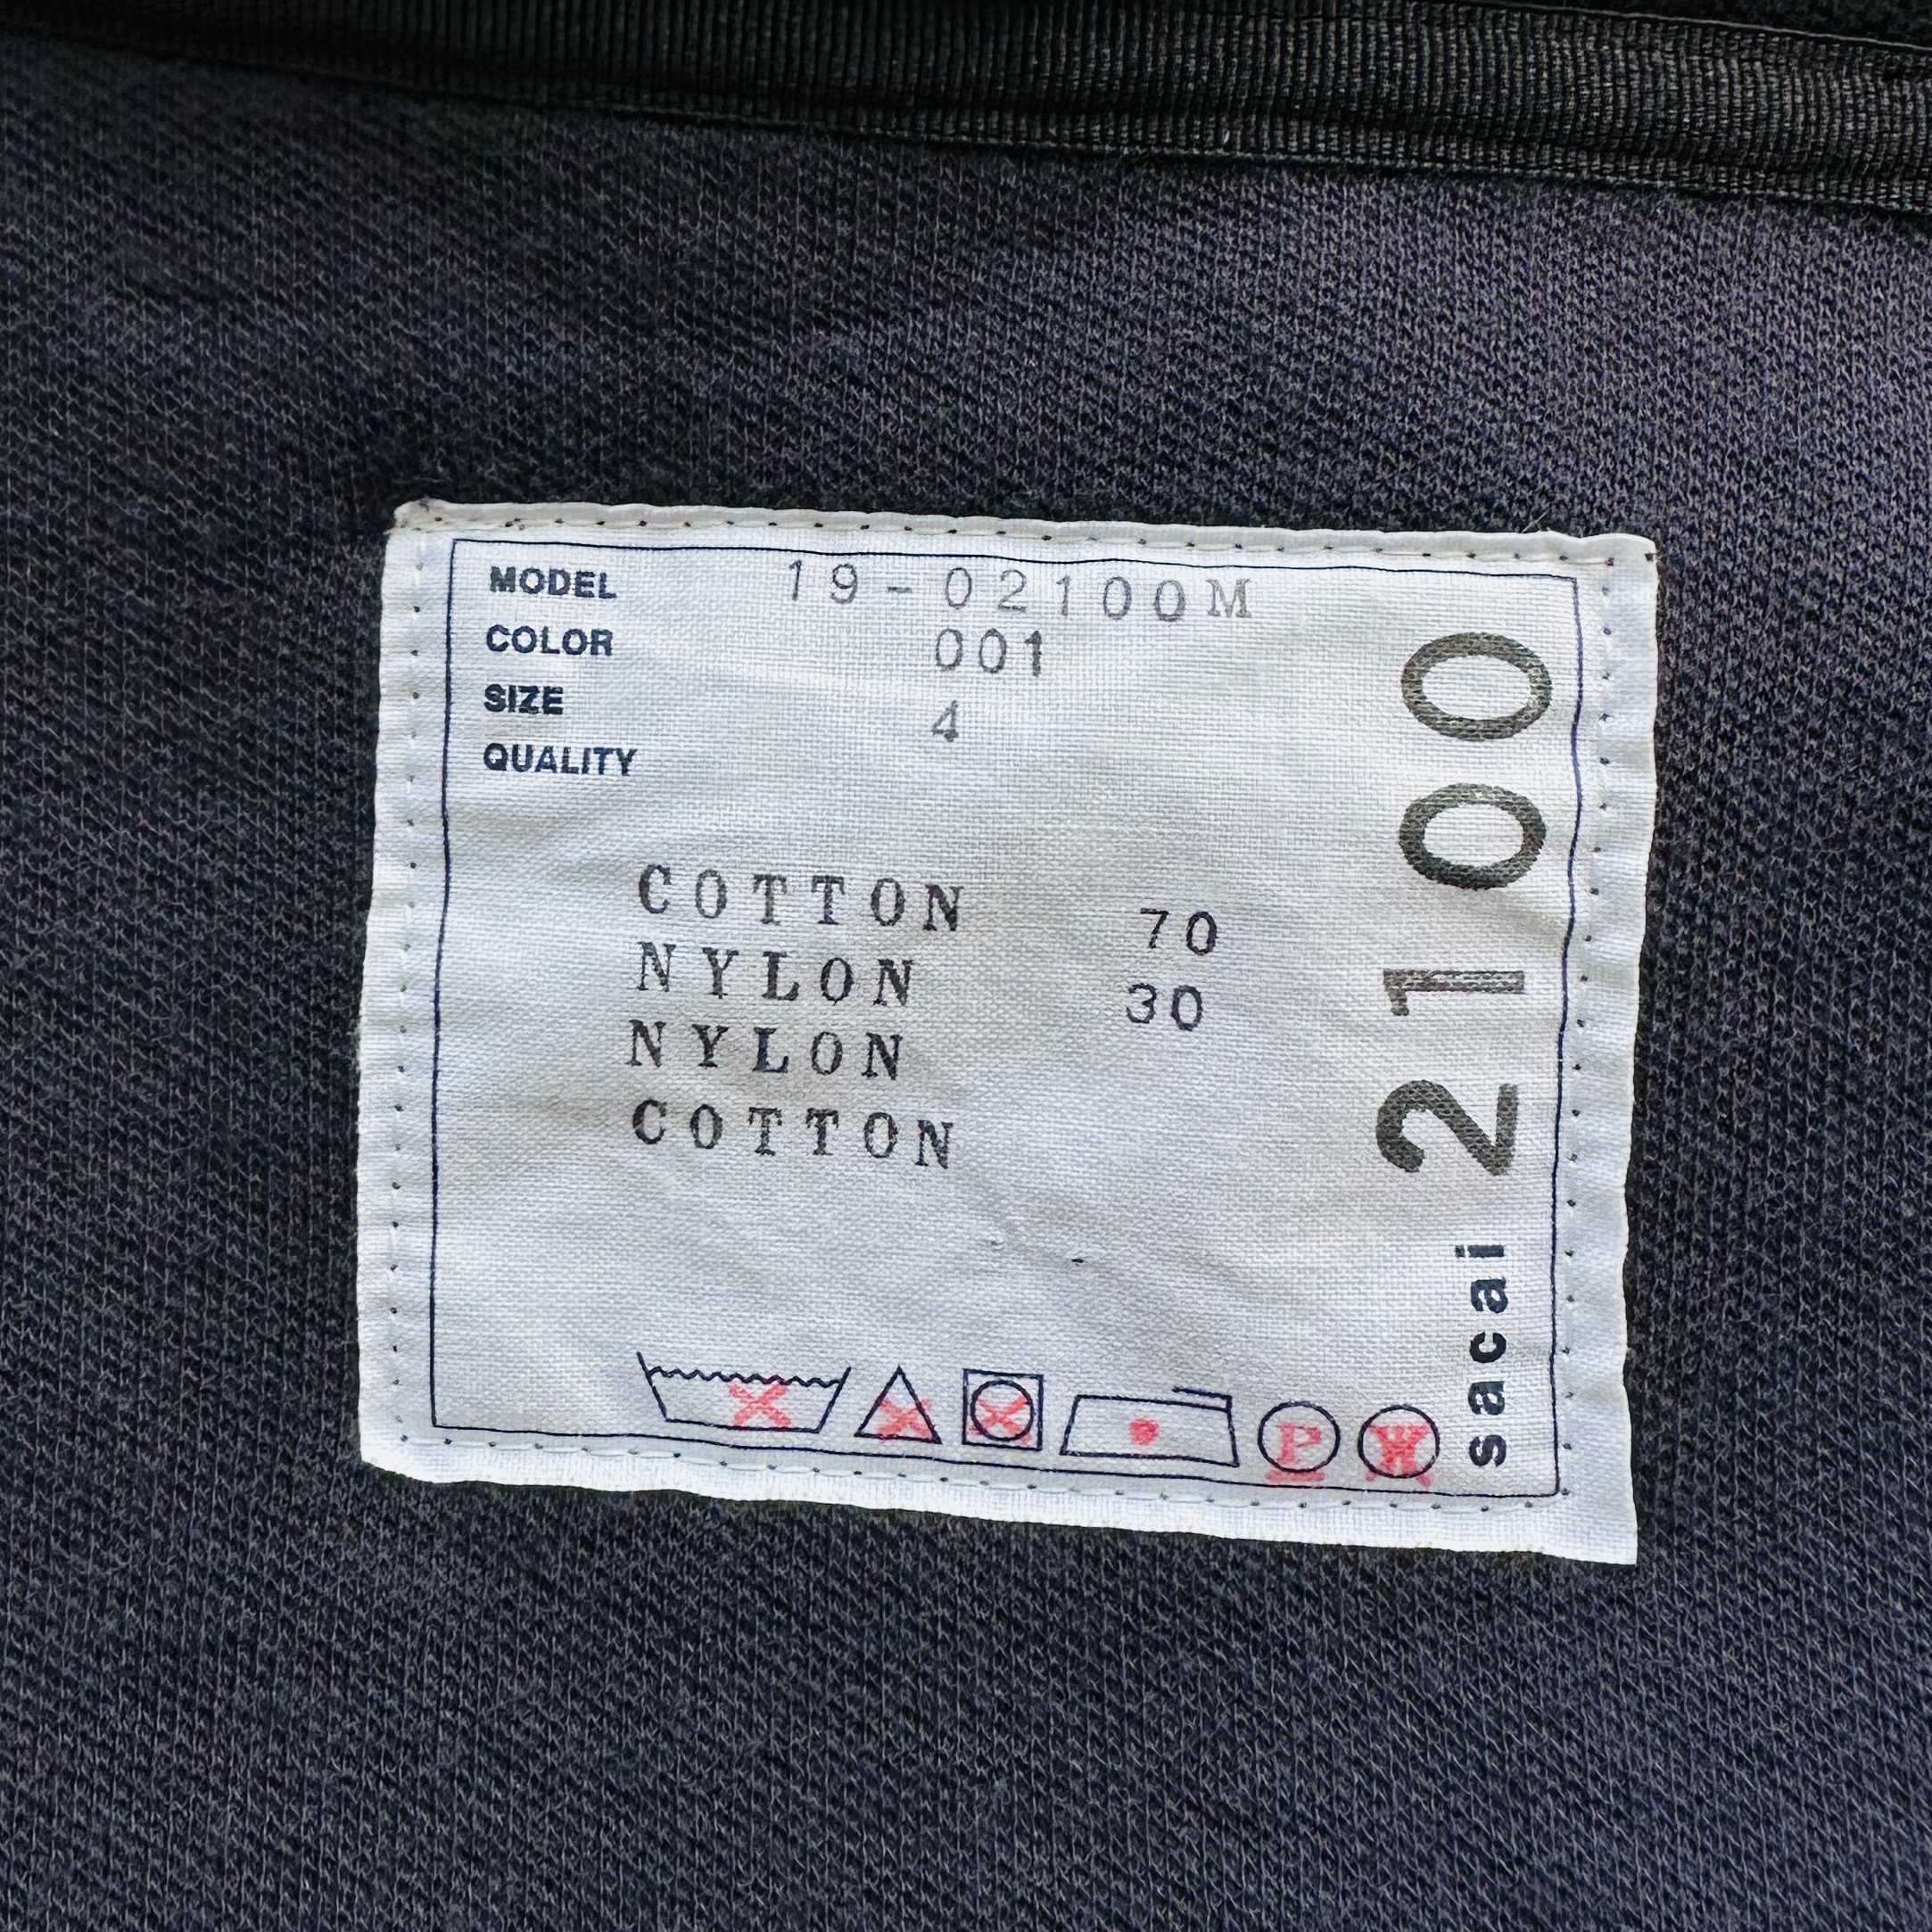 MODEL 19-02100M
COLOR 001
SIZE 4
QUALITY
COTTON 70
NYLON 30
NYLON
COTTON
P
W
sacai 2100